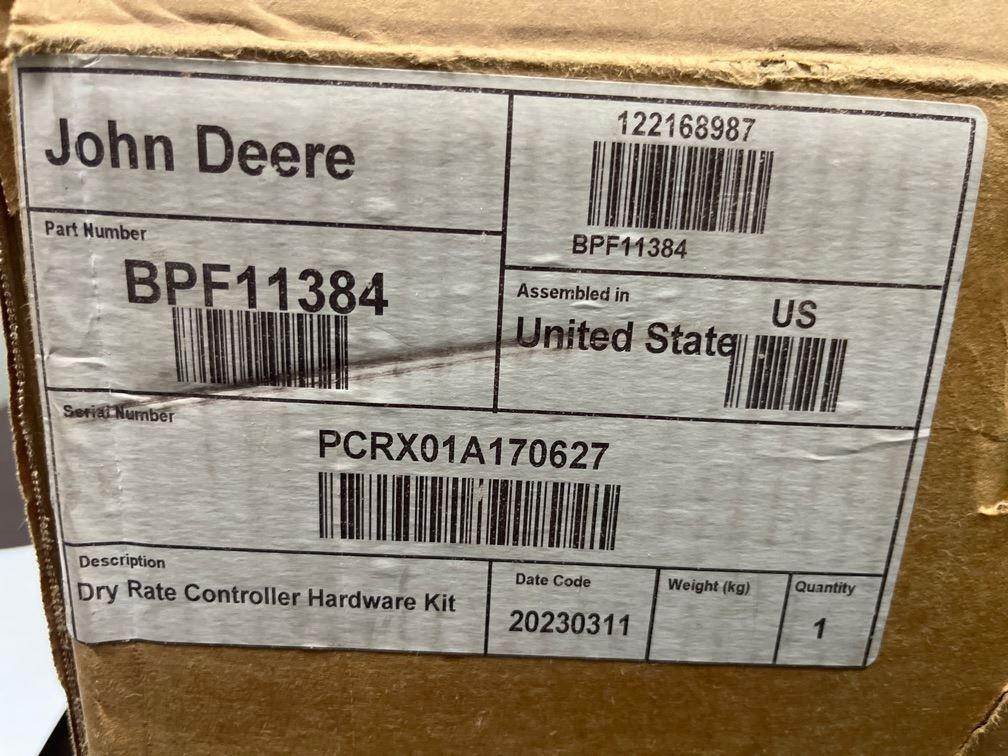 John Deere
122168987
BPF11384
Part Number
BPF11384
Assembled in
US
United State
Serial Number
PCRX01A170627
Description
Dry Rate Controller Hardware Kit
Date Code
20230311
Weight (kg)
Quantity
1